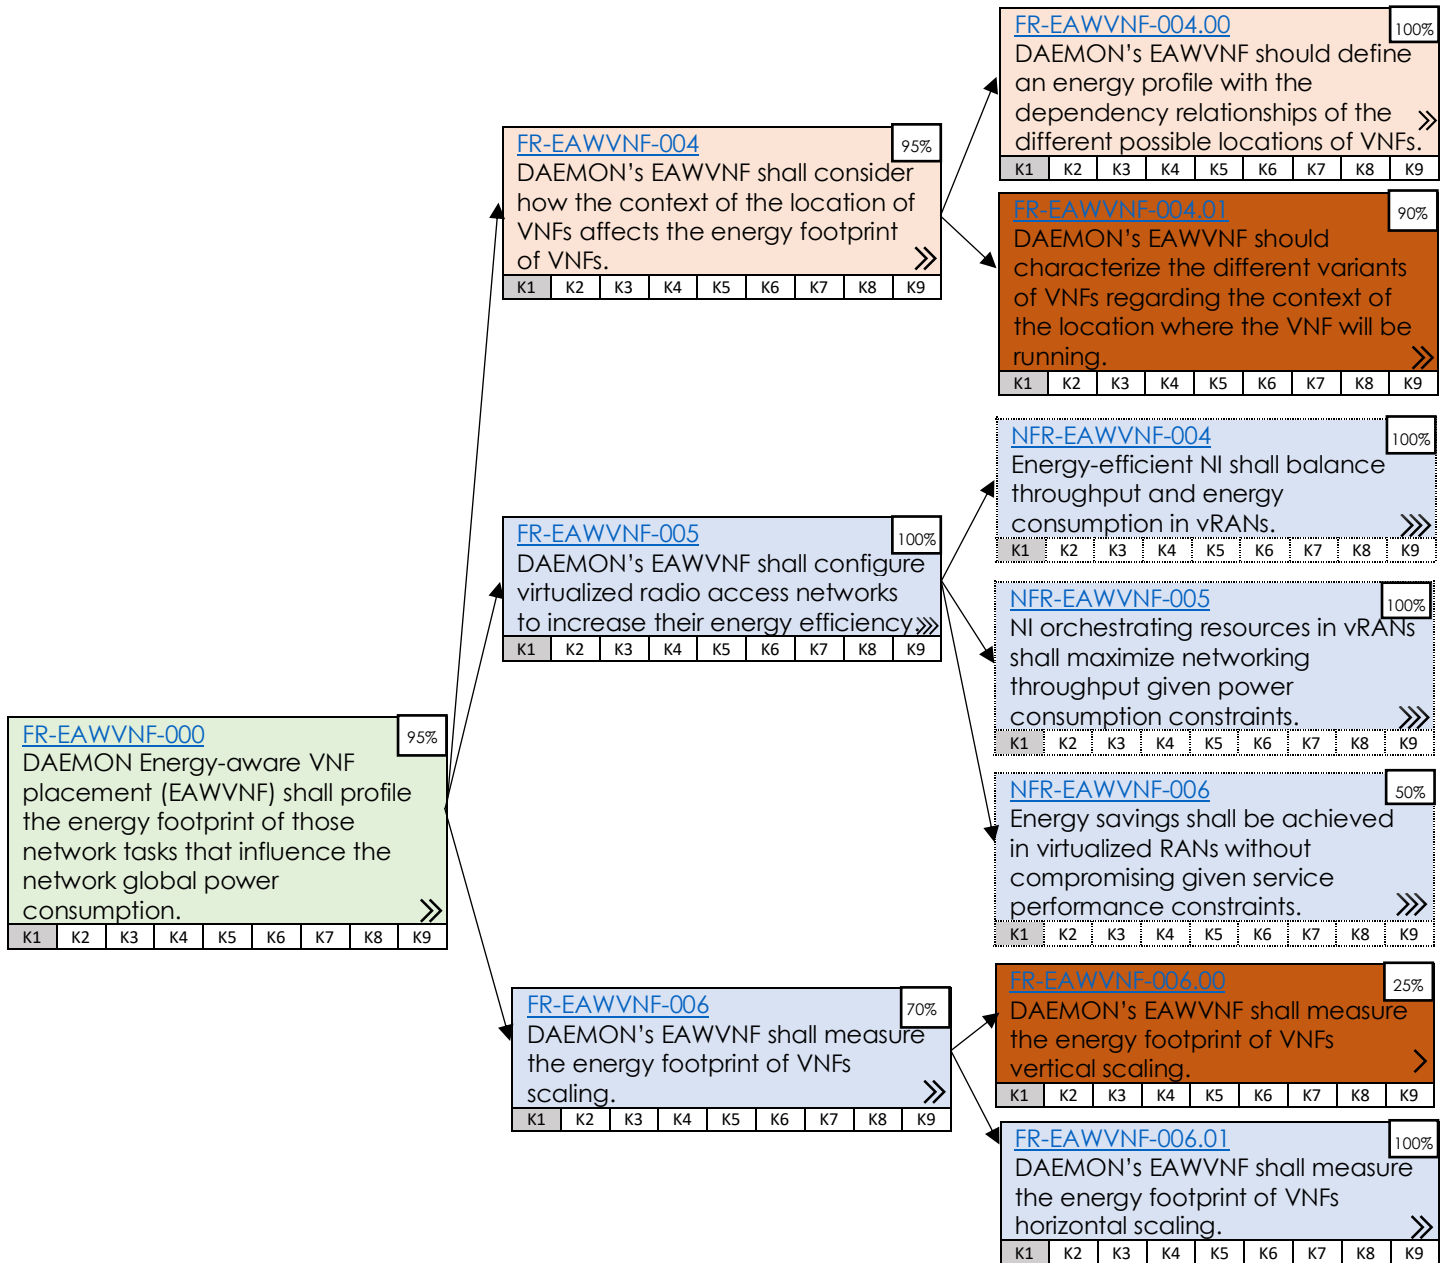 FR-EAWVNF-004.00
100%
DAEMON’s EAWVNF should define
an energy profile with the
dependency relationships of the
different possible locations of VNFs.
K1 K2 K3 K4 K5 K6 K7 K8 K9
FR-EAWVNF-004
95%
DAEMON’s EAWVNF shall consider
how the context of the location of
VNFs affects the energy footprint
of VNFs.
K1 K2 K3 K4 K5 K6 K7 K8 K9
FR-EAWVNF-004.01
90%
DAEMON’s EAWVNF should
characterize the different variants
of VNFs regarding the context of
the location where the VNF will be
running.
K1 K2 K3 K4 K5 K6 K7 K8 K9
NFR-EAWVNF-004
100%
Energy-efficient NI shall balance
throughput and energy
consumption in vRANs.
K1 K2 K3 K4 K5 K6 K7 K8 K9
FR-EAWVNF-005
100%
DAEMON’s EAWVNF shall configure
virtualized radio access networks
to increase their energy efficiency.
K1 K2 K3 K4 K5 K6 K7 K8 K9
NFR-EAWVNF-005
100%
NI orchestrating resources in vRANs
shall maximize networking
throughput given power
consumption constraints.
K1 K2 K3 K4 K5 K6 K7 K8 K9
FR-EAWVNF-000
95%
DAEMON Energy-aware VNF
placement (EAWVNF) shall profile
the energy footprint of those
network tasks that influence the
network global power
consumption.
K1 K2 K3 K4 K5 K6 K7 K8 K9
NFR-EAWVNF-006
50%
Energy savings shall be achieved
in virtualized RANs without
compromising given service
performance constraints.
K1 K2 K3 K4 K5 K6 K7 K8 K9
FR-EAWVNF-006
70%
DAEMON’s EAWVNF shall measure
the energy footprint of VNFs
scaling.
K1 K2 K3 K4 K5 K6 K7 K8 K9
FR-EAWVNF-006.00
25%
DAEMON’s EAWVNF shall measure
the energy footprint of VNFs
vertical scaling.
K1 K2 K3 K4 K5 K6 K7 K8 K9
FR-EAWVNF-006.01
100%
DAEMON’s EAWVNF shall measure
the energy footprint of VNFs
horizontal scaling.
K1 K2 K3 K4 K5 K6 K7 K8 K9